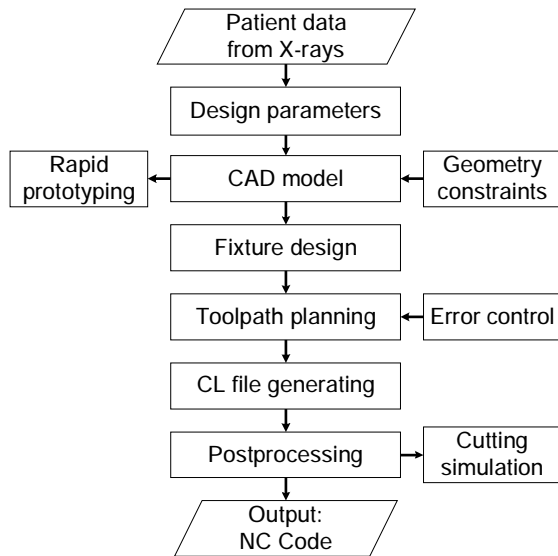 Patient data
from X-rays
Design parameters
Rapid
prototyping
CAD model
Geometry
constraints
Fixture design
Toolpath planning
Error control
CL file generating
Postprocessing
Cutting
simulation
Output:
NC Code